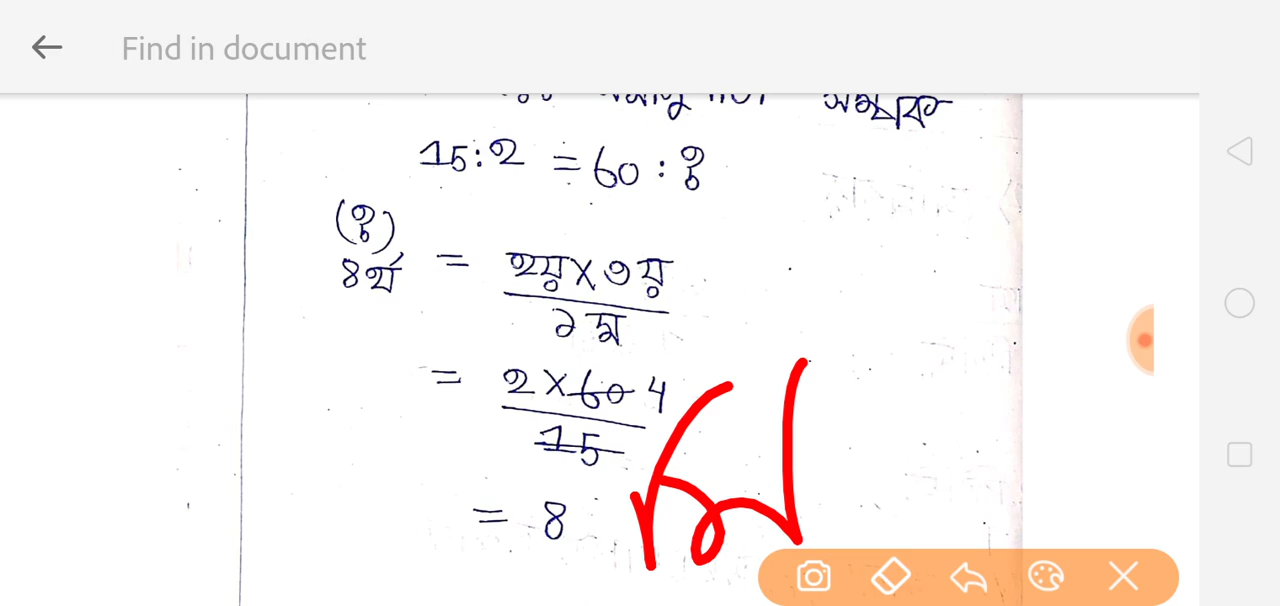 Find in document
15:2 = 60 : ?
(?)
৪র্থ = ২য় × ৩য়
১ম
= 2 × 60 4
15
= 8